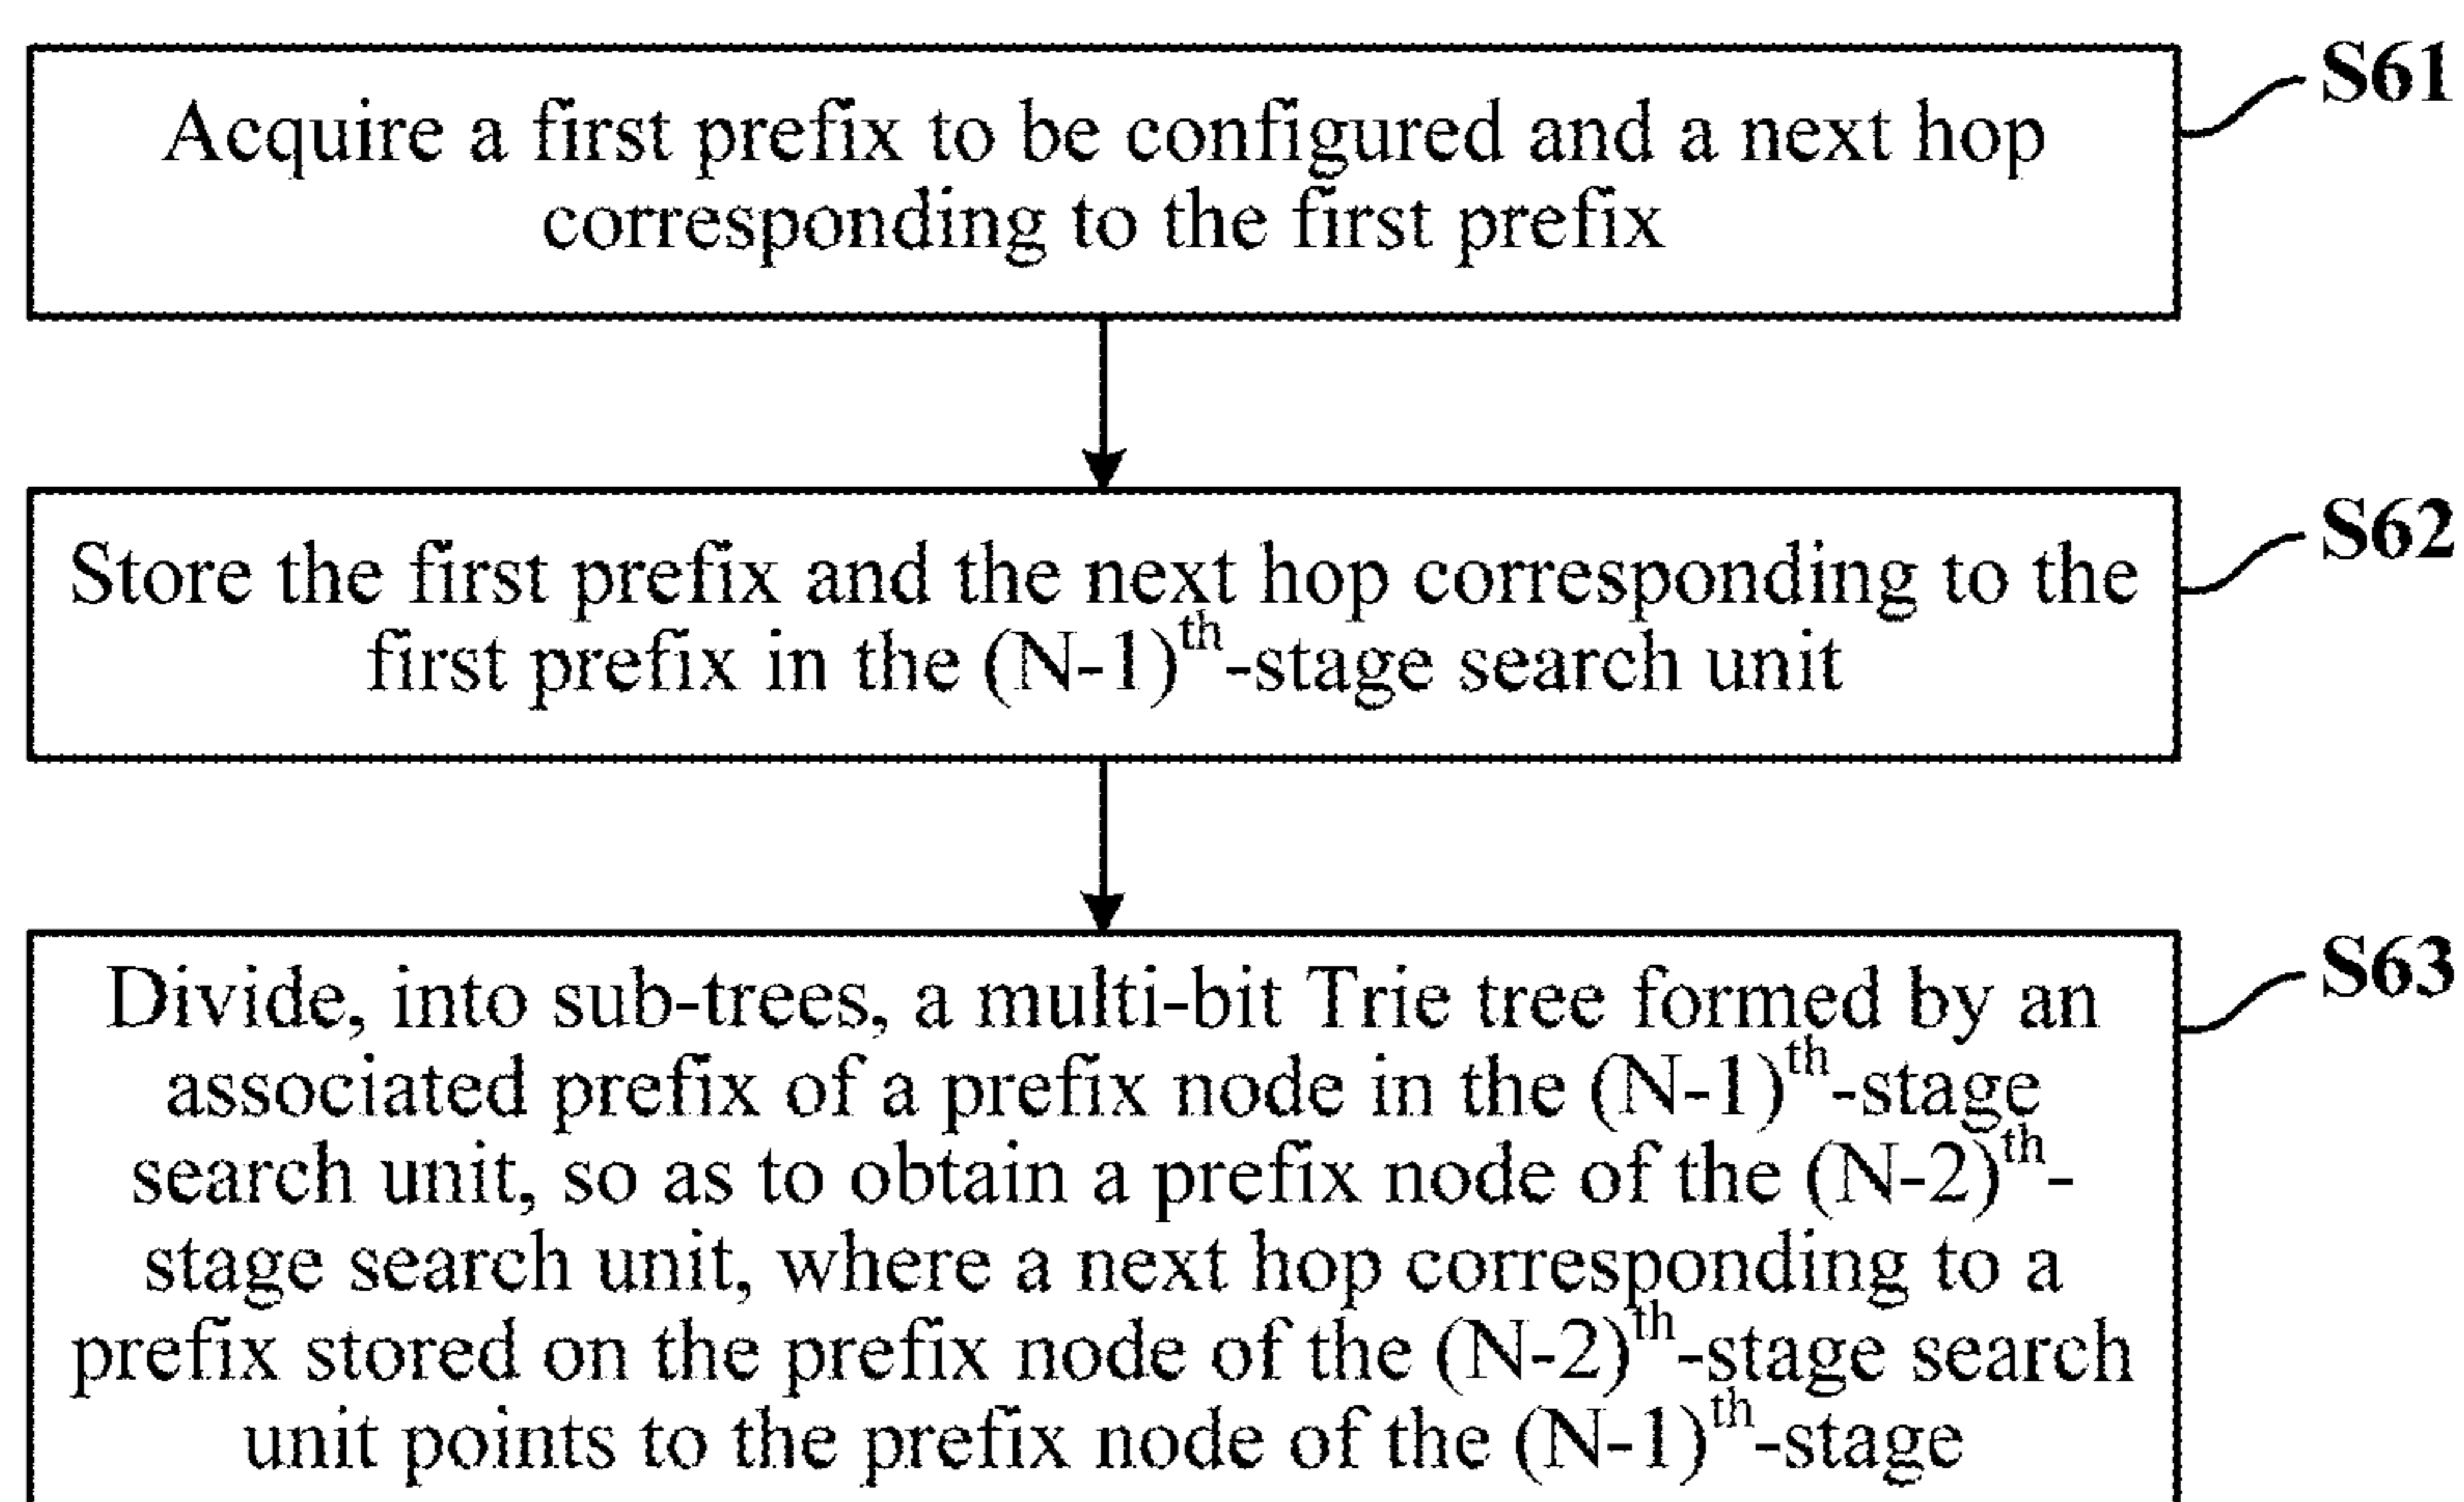 Acquire a first prefix to be configured and a next hop
corresponding to the first prefix
S61
Store the first prefix and the next hop corresponding to the
first prefix in the (N-1)th-stage search unit
S62
Divide, into sub-trees, a multi-bit Trie tree formed by an
associated prefix of a prefix node in the (N-1)th-stage
search unit, so as to obtain a prefix node of the (N-2)th-
stage search unit, where a next hop corresponding to a
prefix stored on the prefix node of the (N-2)th-stage search
unit points to the prefix node of the (N-1)th-stage
S63